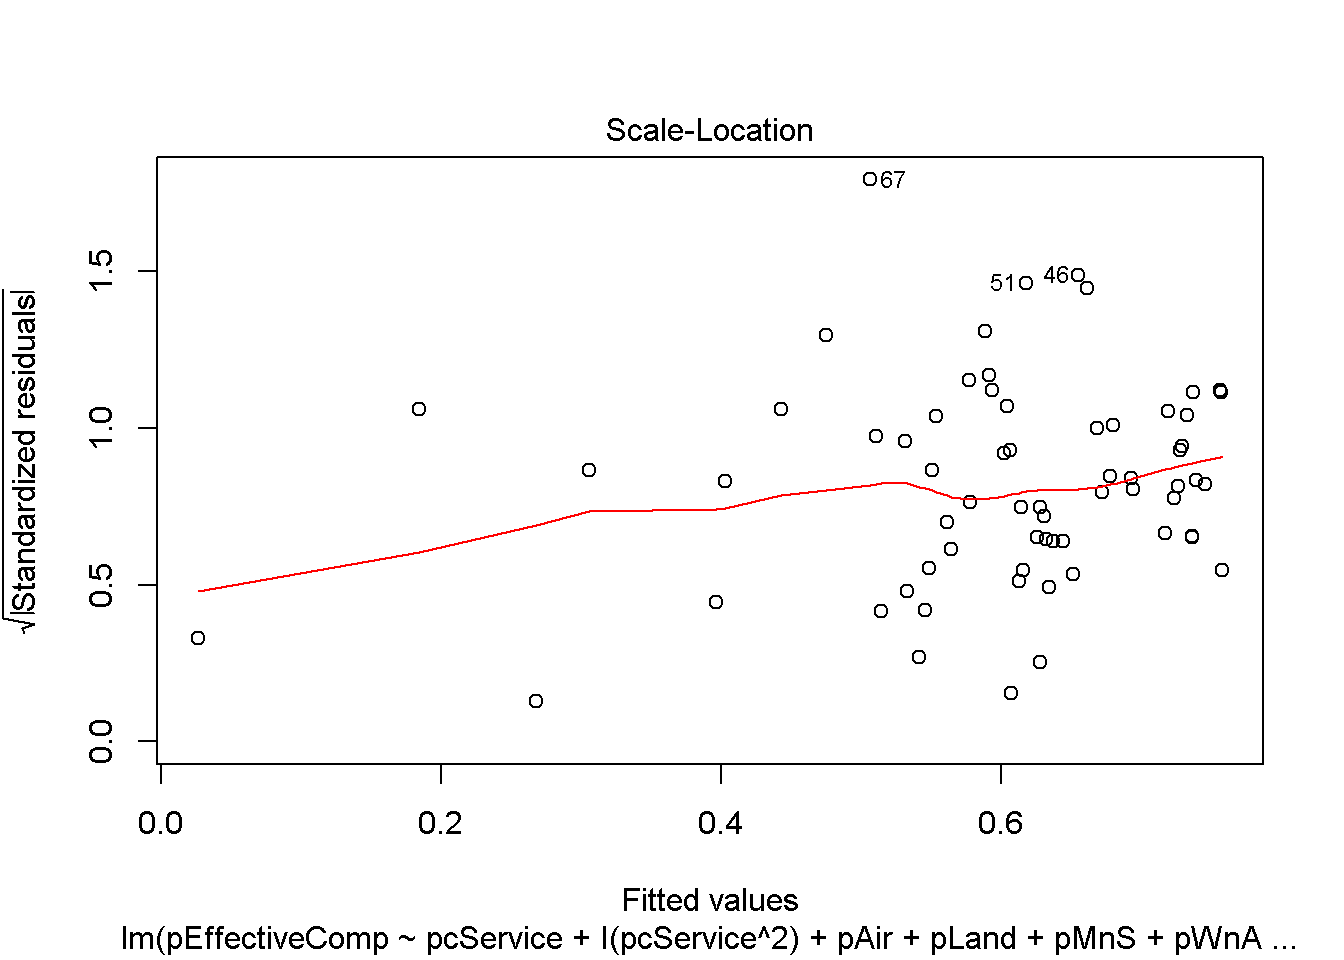 Scale-Location
67
51
46
1.5
1.0
0.5
0.0
√|Standardized residuals|
0.0 0.2 0.4 0.6
Fitted values
lm(pEffectiveComp ~ pcService + I(pcService^2) + pAir + pLand + pMnS + pWnA ...